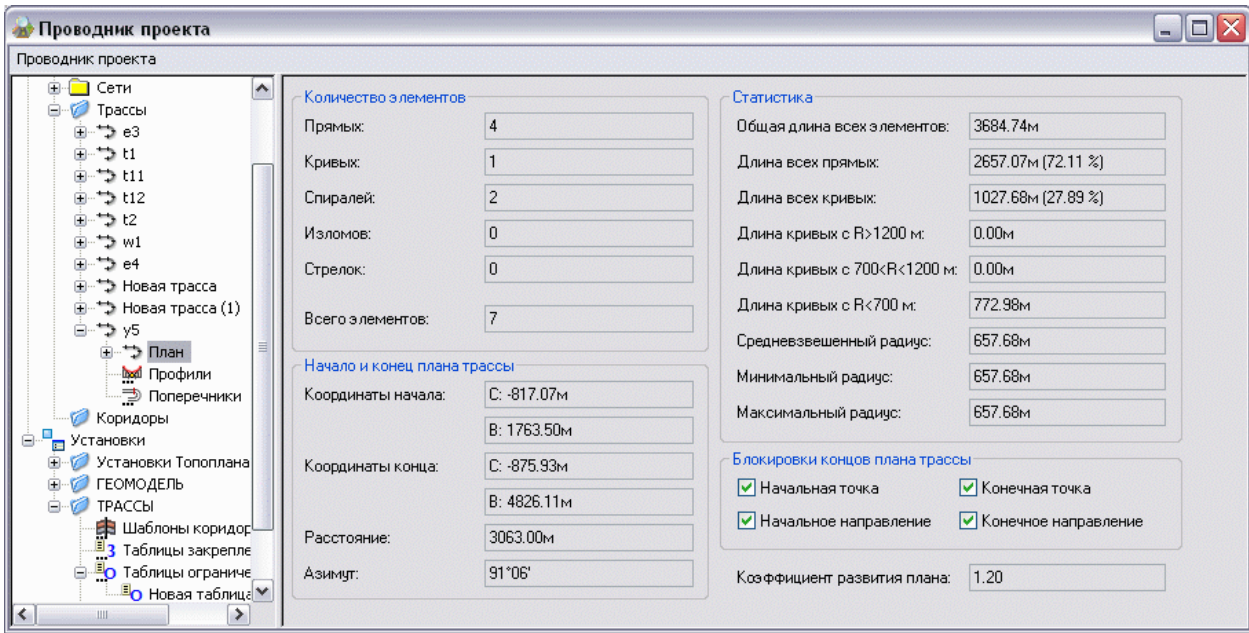 Проводник проекта
Проводник проекта
Сети
Трассы
e3
t1
t11
t12
t2
w1
e4
Новая трасса
Новая трасса (1)
y5
План
Профили
Поперечники
Коридоры
Установки
Установки Топоплана
ГЕОМОДЕЛЬ
ТРАССЫ
Шаблоны коридор
3 Таблицы закрепле
О Таблицы ограниче
О Новая таблица
Количество элементов
Прямых: 4
Кривых: 1
Спиралей: 2
Изломов: 0
Стрелок: 0
Всего элементов: 7
Начало и конец плана трассы
Координаты начала: С: -817.07м
В: 1763.50м
Координаты конца: С: -875.93м
В: 4826.11м
Расстояние: 3063.00м
Азимут: 91°06'
Статистика
Общая длина всех элементов: 3684.74м
Длина всех прямых: 2657.07м (72.11 %)
Длина всех кривых: 1027.68м (27.89 %)
Длина кривых с R>1200 м: 0.00м
Длина кривых с 700<R<1200 м: 0.00м
Длина кривых с R<700 м: 772.98м
Средневзвешенный радиус: 657.68м
Минимальный радиус: 657.68м
Максимальный радиус: 657.68м
Блокировки концов плана трассы
Начальная точка Конечная точка
Начальное направление Конечное направление
Коэффициент развития плана: 1.20